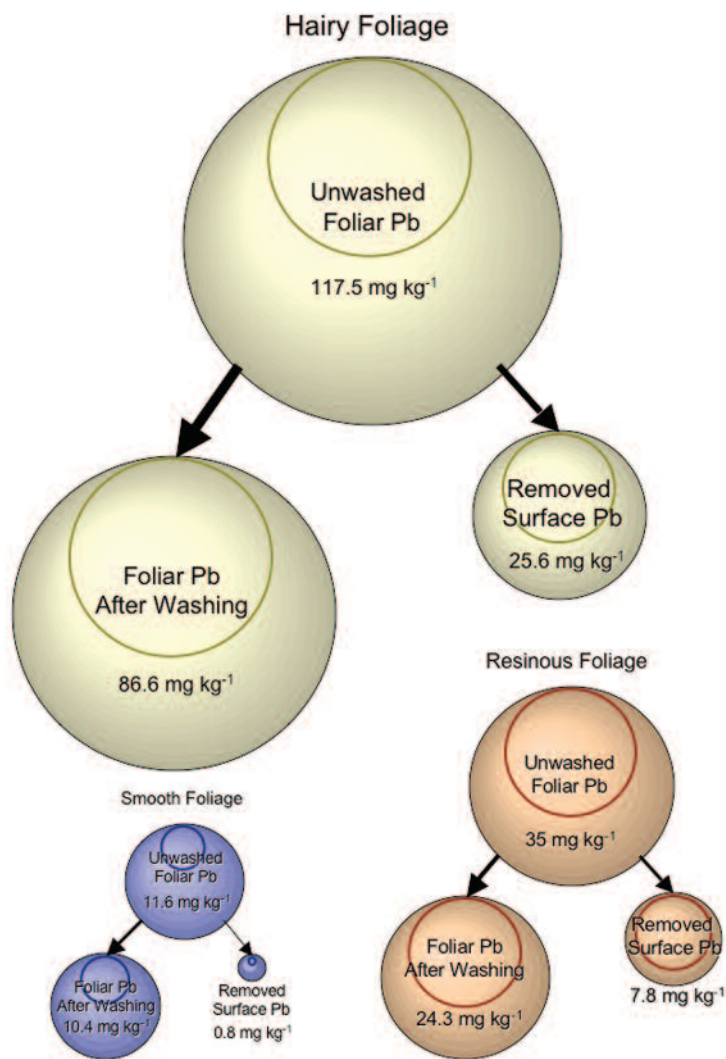 Hairy Foliage
Unwashed
Foliar Pb
117.5 mg kg⁻¹
Foliar Pb
After Washing
86.6 mg kg⁻¹
Removed
Surface Pb
25.6 mg kg⁻¹
Smooth Foliage
Unwashed
Foliar Pb
11.6 mg kg⁻¹
Foliar Pb
After Washing
10.4 mg kg⁻¹
Removed
Surface Pb
0.8 mg kg⁻¹
Resinous Foliage
Unwashed
Foliar Pb
35 mg kg⁻¹
Foliar Pb
After Washing
24.3 mg kg⁻¹
Removed
Surface Pb
7.8 mg kg⁻¹